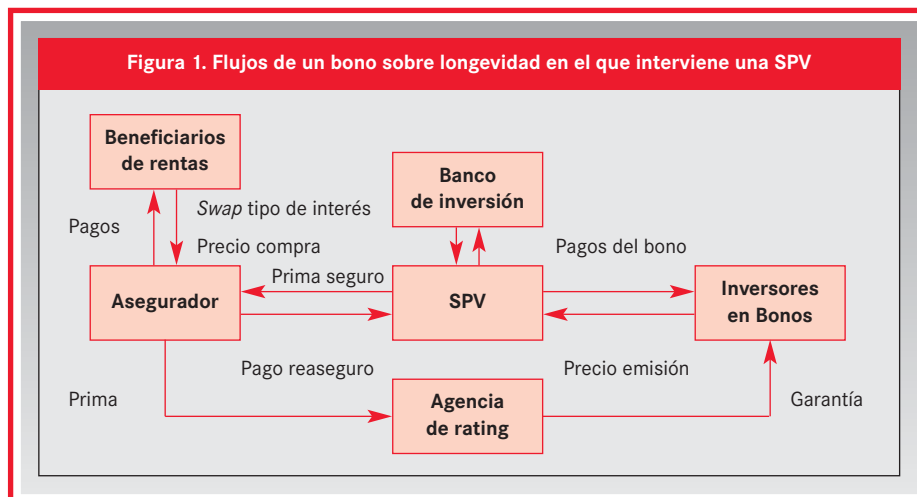 Figura 1. Flujos de un bono sobre longevidad en el que interviene una SPV
Beneficiarios
de rentas
Banco
de inversión
Swap tipo de interés
Pagos
Precio compra
Pagos del bono
Prima seguro
Asegurador
SPV
Inversores
en Bonos
Pago reaseguro
Precio emisión
Prima
Agencia
de rating
Garantía